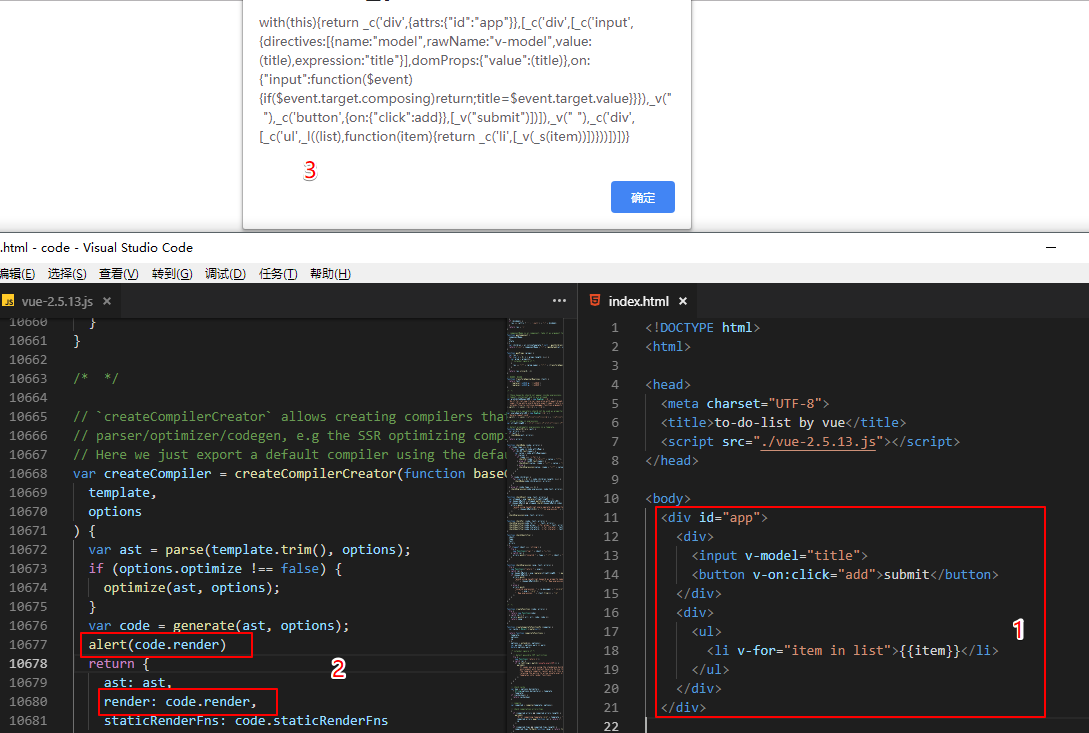 with(this){return _c('div',{attrs:{"id":"app"}},[_c('div',[_c('input',
{directives:[{name:"model",rawName:"v-model",value:
(title),expression:"title"}],domProps:{"value":(title)},on:
{"input":function($event)
{if($event.target.composing)return;title=$event.target.value}}}),_v("
"),_c('button',{on:{"click":add}},[_v("submit")])]),_v(" "),_c('div',
[_c('ul',_l((list),function(item){return _c('li',[_v(_s(item))])}))])])}
3
确定
.html - code - Visual Studio Code
编辑(E) 选择(S) 查看(V) 转到(G) 调试(D) 任务(T) 帮助(H)
JS vue-2.5.13.js × ···
10660 }
10661 }
10662
10663 /* */
10664
10665 // `createCompilerCreator` allows creating compilers tha
10666 // parser/optimizer/codegen, e.g the SSR optimizing comp
10667 // Here we just export a default compiler using the defa
10668 var createCompiler = createCompilerCreator(function base
10669 template,
10670 options
10671 ) {
10672 var ast = parse(template.trim(), options);
10673 if (options.optimize !== false) {
10674 optimize(ast, options);
10675 }
10676 var code = generate(ast, options);
10677 alert(code.render)
10678 return {
10679 ast: ast,
10680 render: code.render,
10681 staticRenderFns: code.staticRenderFns
2
index.html ×
1 <!DOCTYPE html>
2 <html>
3
4 <head>
5 <meta charset="UTF-8">
6 <title>to-do-list by vue</title>
7 <script src="./vue-2.5.13.js"></script>
8 </head>
9
10 <body>
11 <div id="app">
12 <div>
13 <input v-model="title">
14 <button v-on:click="add">submit</button>
15 </div>
16 <div>
17 <ul>
18 <li v-for="item in list">{{item}}</li>
19 </ul>
20 </div>
21 </div>
22
1